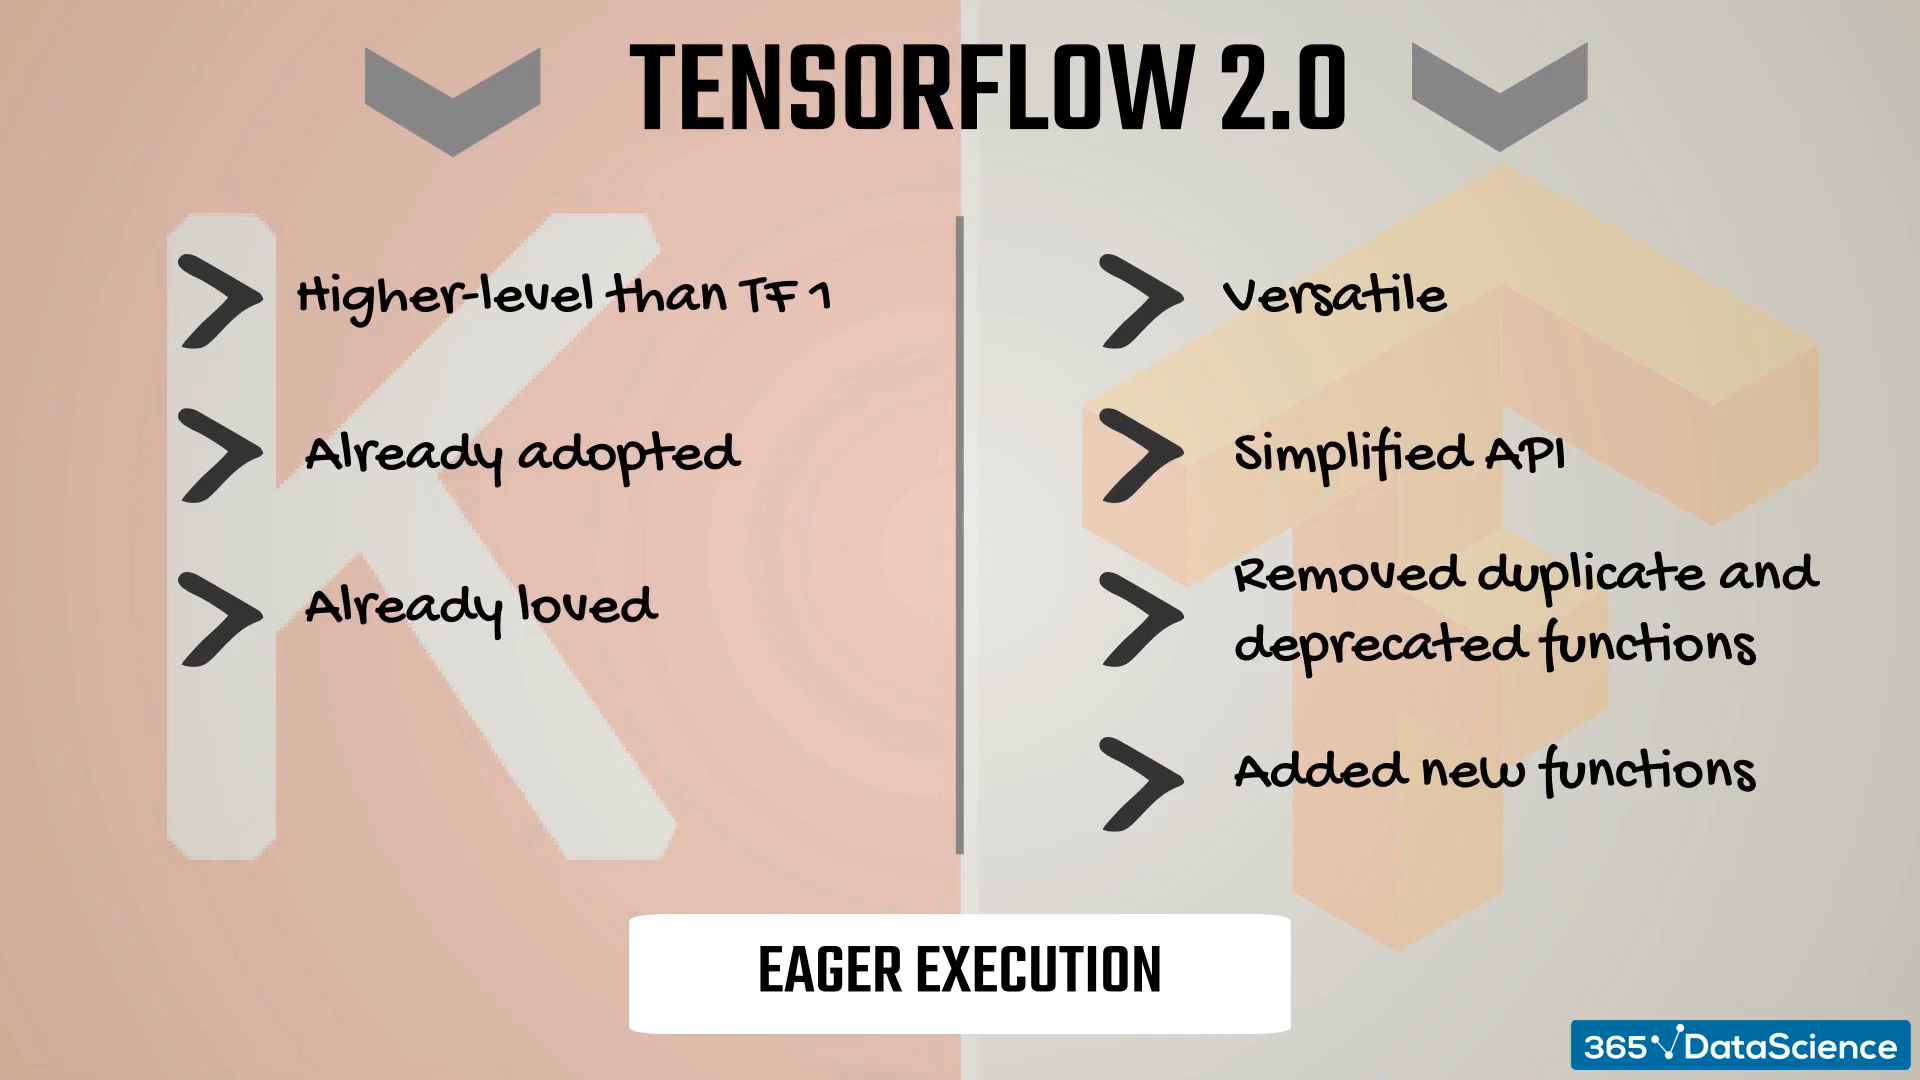 TENSORFLOW 2.0
Higher-level than TF 1
Already adopted
Already loved
Versatile
Simplified API
Removed duplicate and
deprecated functions
Added new functions
EAGER EXECUTION
365 DataScience